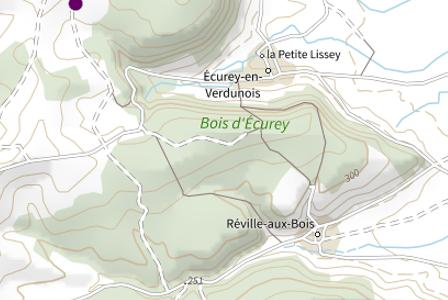 la Petite Lissey
Écurey-en-
Verdunois
Bois d'Écurey
300
Réville-aux-Bois
251